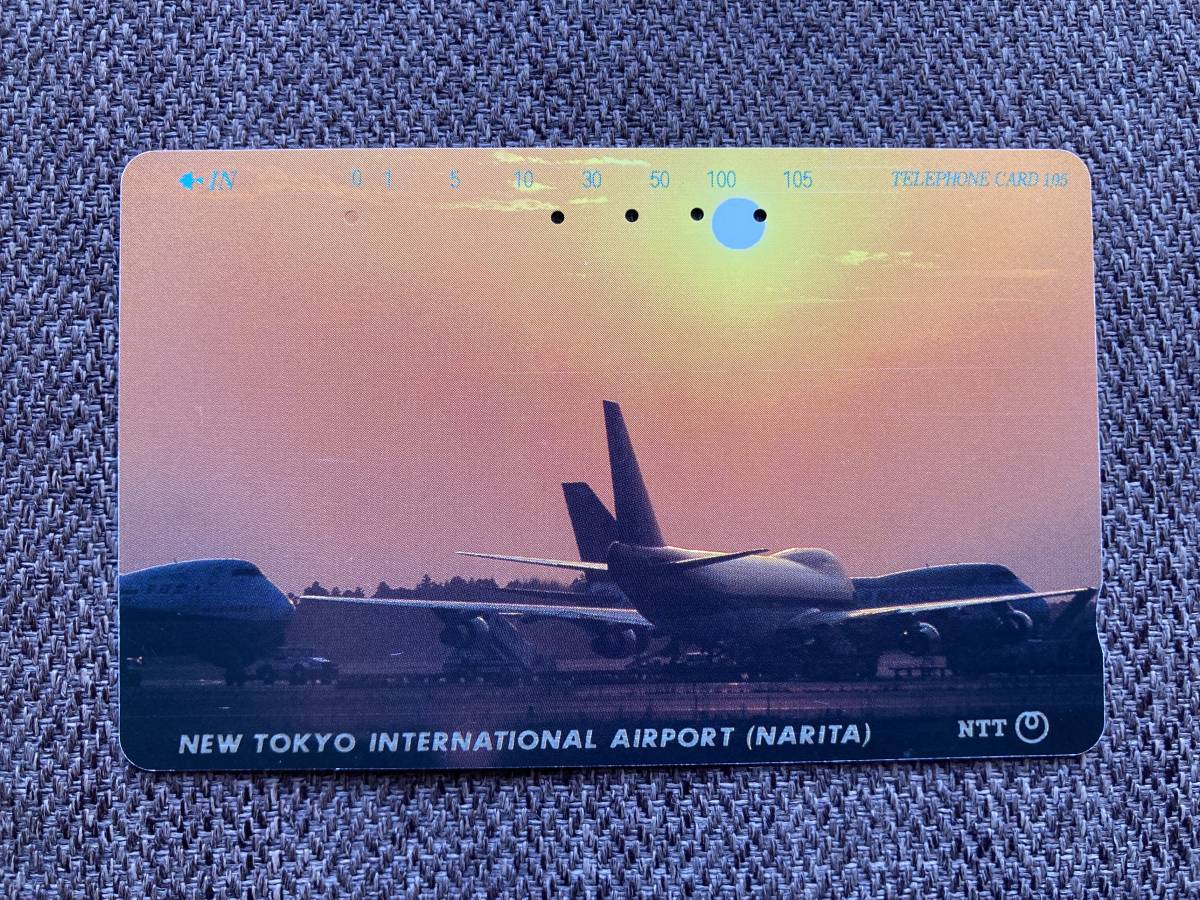 IN 0 1 5 10 30 50 100 105 TELEPHONE CARD 105
NEW TOKYO INTERNATIONAL AIRPORT (NARITA)
NTT